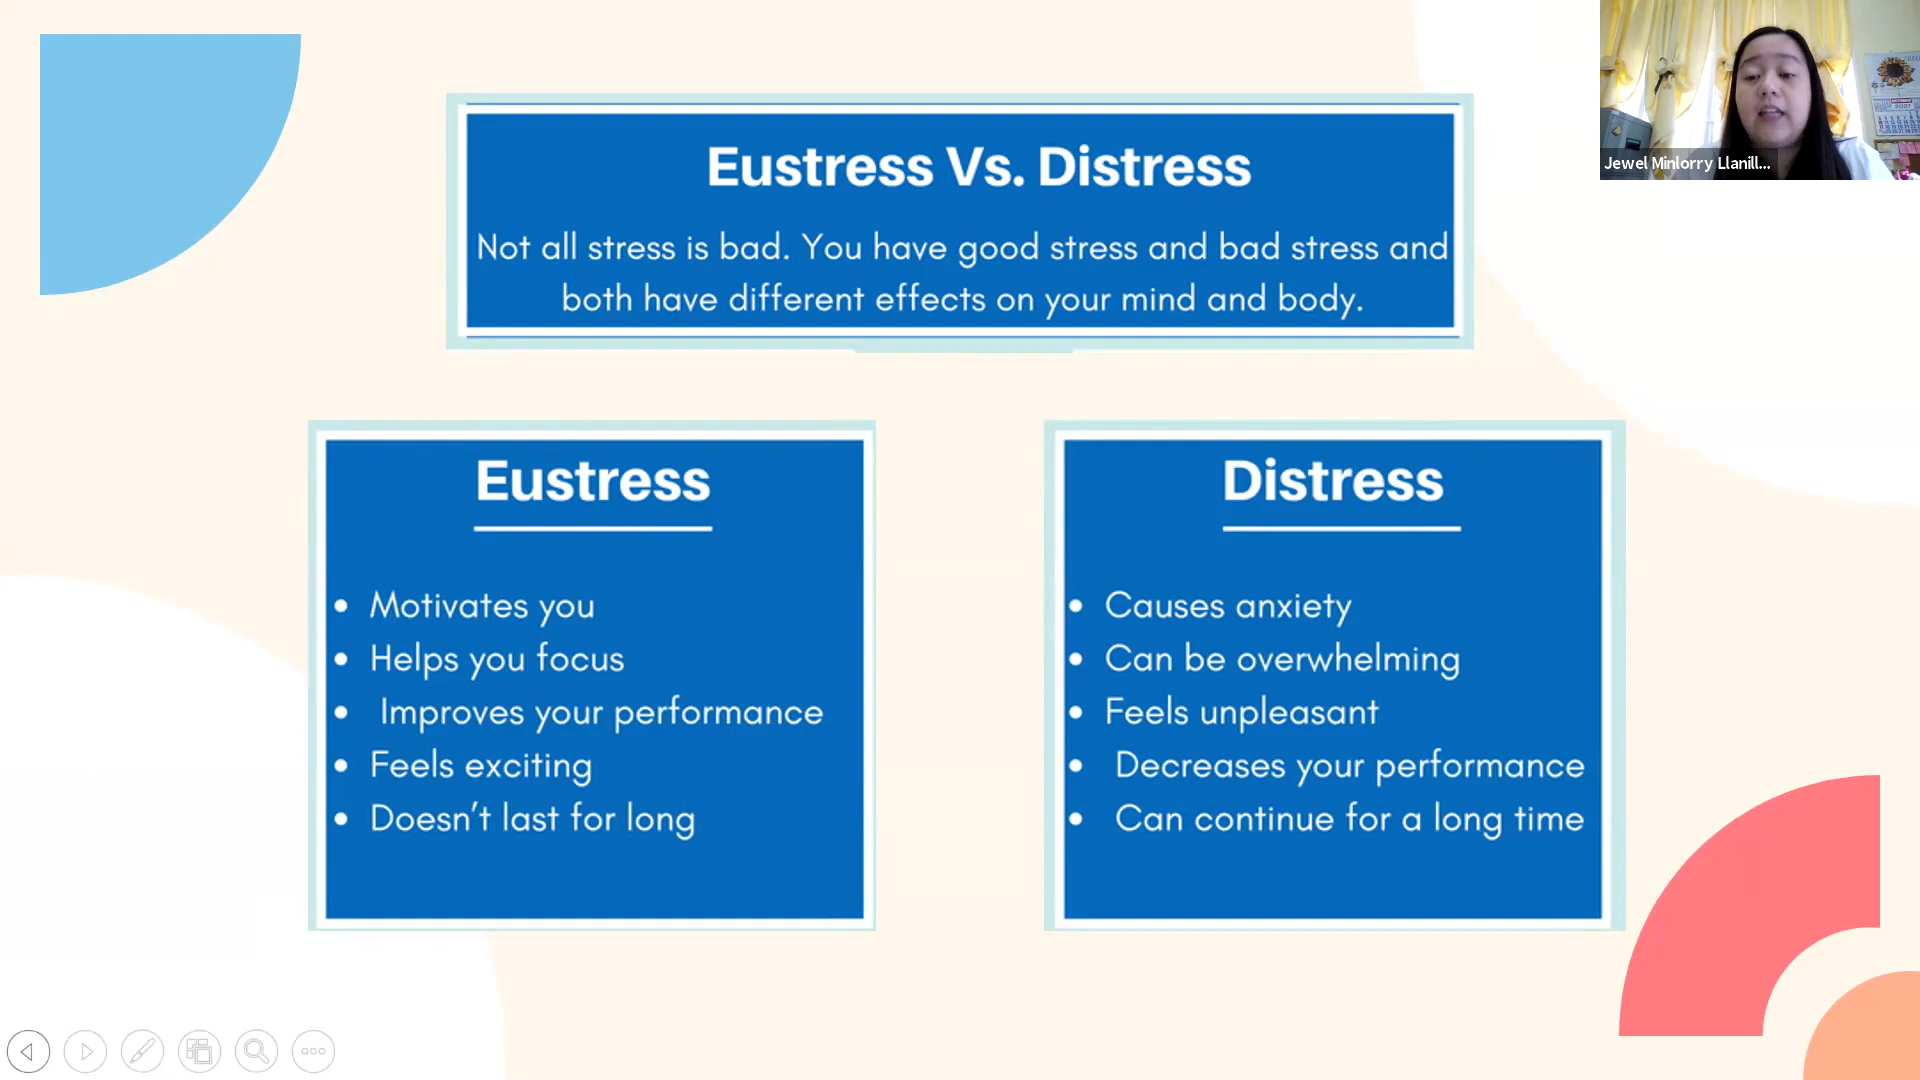 Eustress Vs. Distress
Not all stress is bad. You have good stress and bad stress and
both have different effects on your mind and body.
Jewel Minlorry Llanill...
Eustress
• Motivates you
• Helps you focus
• Improves your performance
• Feels exciting
• Doesn't last for long
Distress
• Causes anxiety
• Can be overwhelming
• Feels unpleasant
• Decreases your performance
• Can continue for a long time